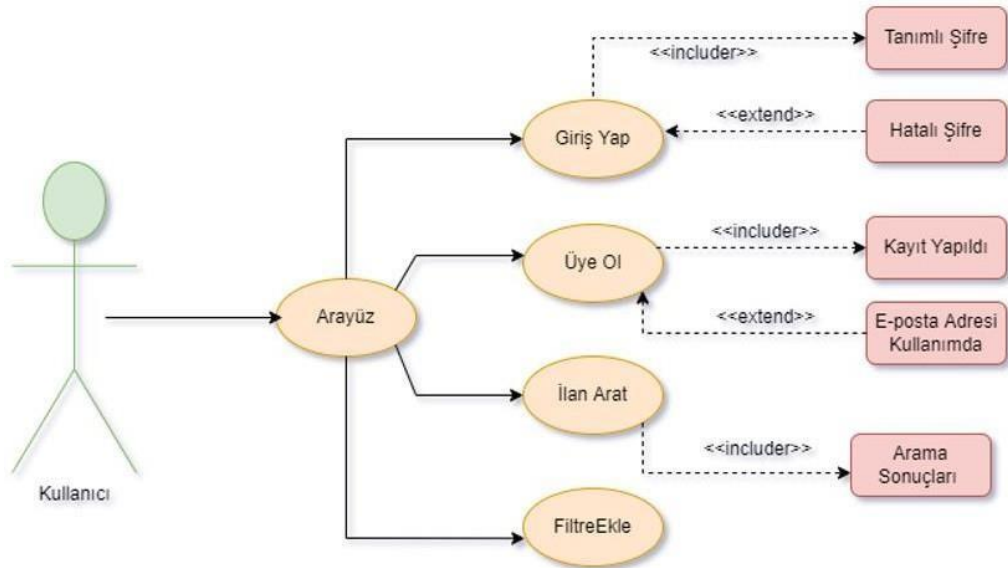 Tanımlı Şifre
<<includer>>
<<extend>>
Giriş Yap
Hatalı Şifre
<<includer>>
Üye Ol
Kayıt Yapıldı
Arayüz
<<extend>>
E-posta Adresi
Kullanımda
İlan Arat
<<includer>>
Arama
Sonuçları
Kullanıcı
FiltreEkle